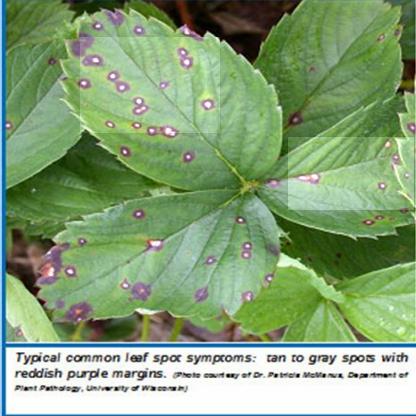 Typical common leaf spot symptoms: tan to gray spots with
reddish purple margins. (Photo courtesy of Dr. Patricia McManus, Department of
Plant Pathology, University of Wisconsin)